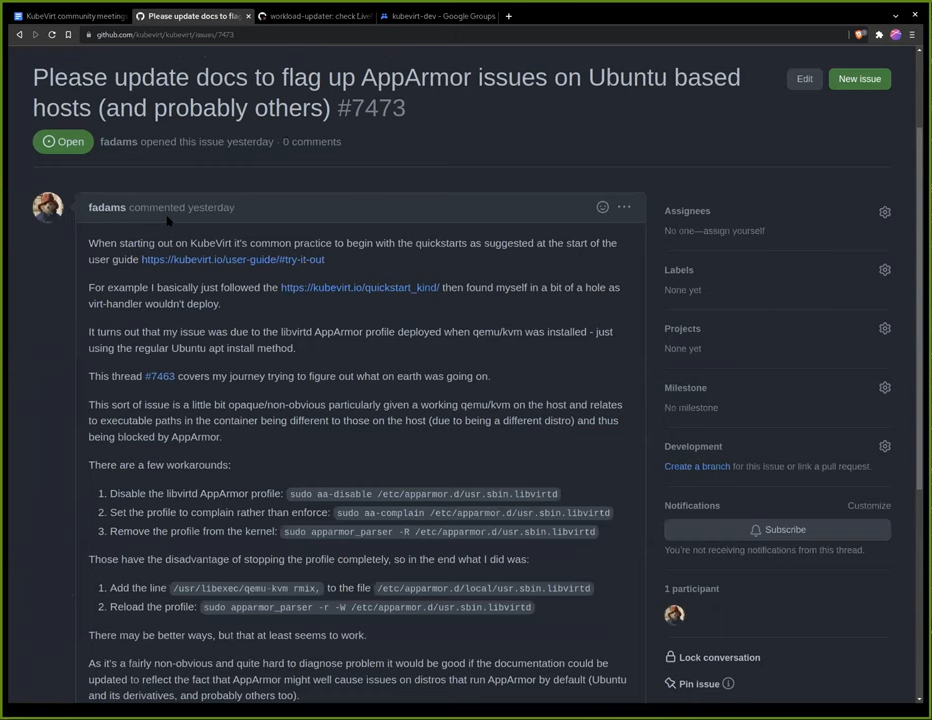 KubeVirt community meeting
Please update docs to flag
workload-updater: check Live
kubevirt-dev - Google Groups
github.com/kubevirt/kubevirt/issues/7473
Please update docs to flag up AppArmor issues on Ubuntu based
hosts (and probably others) #7473
Edit
New issue
Open
fadams opened this issue yesterday · 0 comments
fadams commented yesterday
When starting out on KubeVirt it's common practice to begin with the quickstarts as suggested at the start of the
user guide https://kubevirt.io/user-guide/#try-it-out
For example I basically just followed the https://kubevirt.io/quickstart_kind/ then found myself in a bit of a hole as
virt-handler wouldn't deploy.
It turns out that my issue was due to the libvirtd AppArmor profile deployed when qemu/kvm was installed - just
using the regular Ubuntu apt install method.
This thread #7463 covers my journey trying to figure out what on earth was going on.
This sort of issue is a little bit opaque/non-obvious particularly given a working qemu/kvm on the host and relates
to executable paths in the container being different to those on the host (due to being a different distro) and thus
being blocked by AppArmor.
There are a few workarounds:
1. Disable the libvirtd AppArmor profile: sudo aa-disable /etc/apparmor.d/usr.sbin.libvirtd
2. Set the profile to complain rather than enforce: sudo aa-complain /etc/apparmor.d/usr.sbin.libvirtd
3. Remove the profile from the kernel: sudo apparmor_parser -R /etc/apparmor.d/usr.sbin.libvirtd
Those have the disadvantage of stopping the profile completely, so in the end what I did was:
1. Add the line /usr/libexec/qemu-kvm rmix, to the file /etc/apparmor.d/local/usr.sbin.libvirtd
2. Reload the profile: sudo apparmor_parser -r -W /etc/apparmor.d/usr.sbin.libvirtd
There may be better ways, but that at least seems to work.
As it's a fairly non-obvious and quite hard to diagnose problem it would be good if the documentation could be
updated to reflect the fact that AppArmor might well cause issues on distros that run AppArmor by default (Ubuntu
and its derivatives, and probably others too).
Assignees
No one—assign yourself
Labels
None yet
Projects
None yet
Milestone
No milestone
Development
Create a branch for this issue or link a pull request.
Notifications
Customize
Subscribe
You're not receiving notifications from this thread.
1 participant
Lock conversation
Pin issue